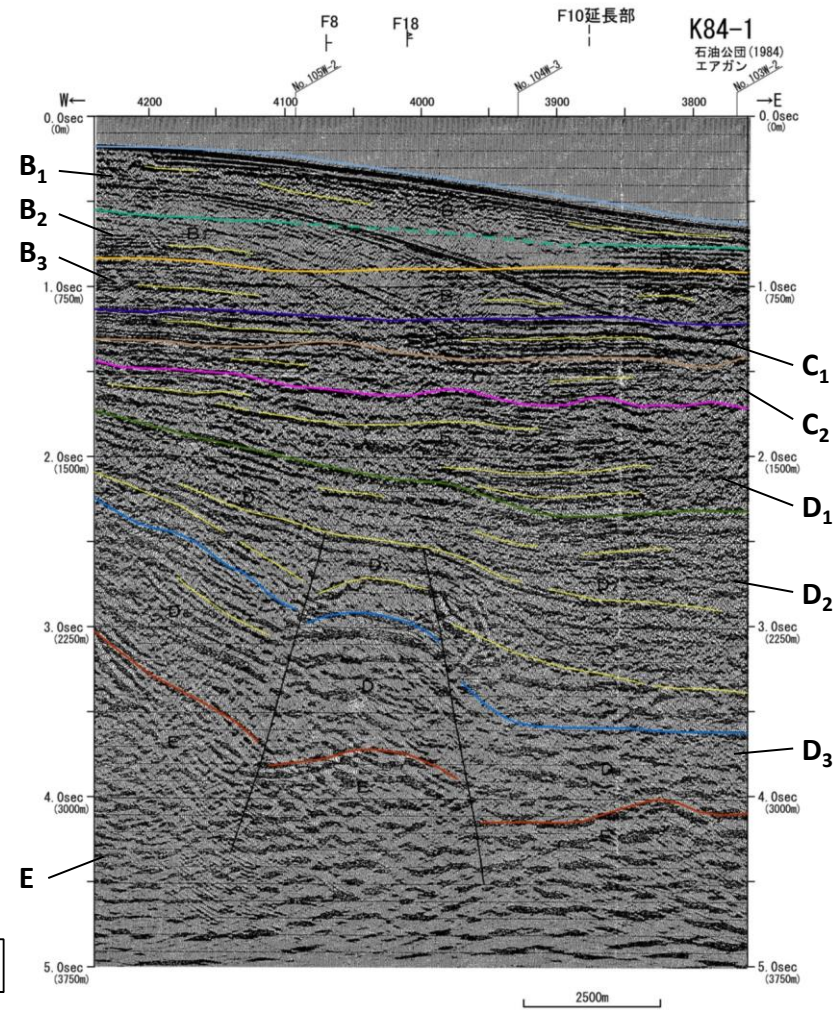 F8 F18 F10延長部
K84-1
石油公団(1984)
エアガン
No.105W-2 No.104W-3 No.103W-2
W← 4200 4100 4000 3900 3800 →E
0.0sec 0.0sec
(0m) (0m)
B1
B2
B3
1.0sec 1.0sec
(750m) (750m)
C1
C2
2.0sec 2.0sec
(1500m) (1500m)
D1
D2
3.0sec 3.0sec
(2250m) (2250m)
D3
4.0sec 4.0sec
(3000m) (3000m)
E
5.0sec 5.0sec
(3750m) (3750m)
2500m